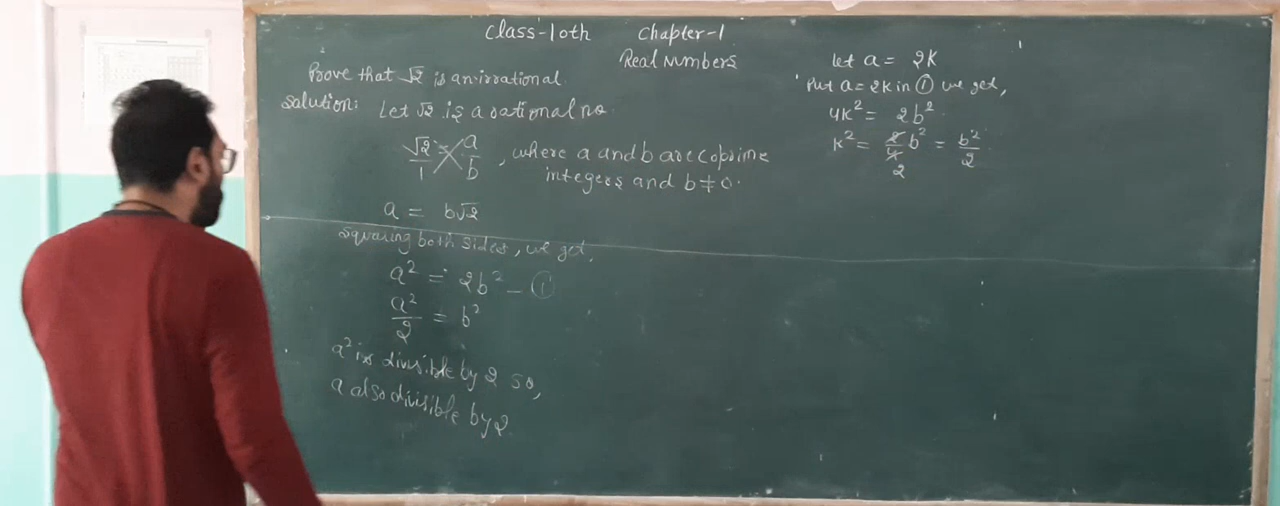 Class-10th Chapter-1
Real Numbers
Prove that √2 is an irrational
Solution: Let √2 is a rational no.
√2/1 = a/b, where a and b are coprime
integers and b ≠ 0.
a = b√2
Squaring both sides, we get,
a² = 2b² — ①
a²/2 = b²
a² is divisible by 2 so,
a also divisible by 2
Let a = 2K
Put a = 2K in ① we get,
4K² = 2b²
K² = 2/4 b² = b²/2
2